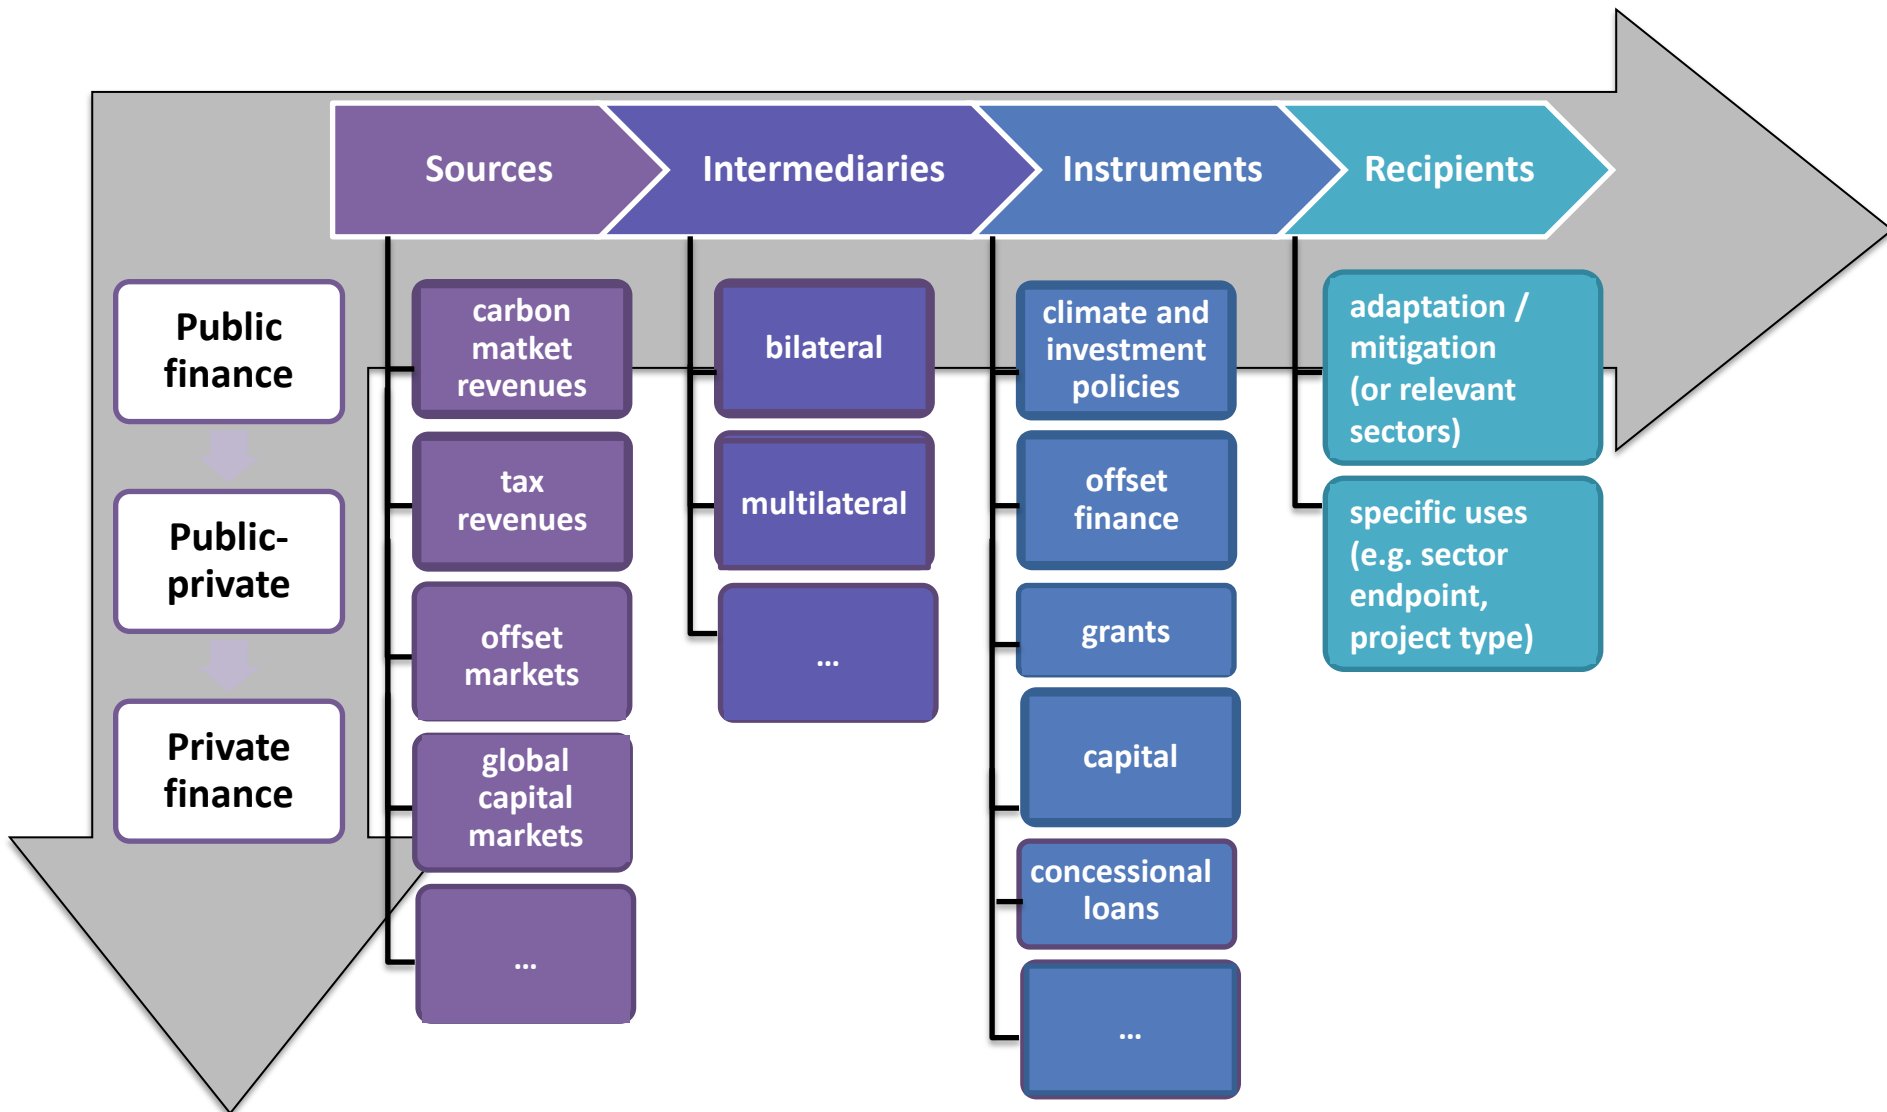 Sources
Intermediaries
Instruments
Recipients
Public
finance
Public-
private
Private
finance
carbon
matket
revenues
tax
revenues
offset
markets
global
capital
markets
...
bilateral
multilateral
...
climate and
investment
policies
offset
finance
grants
capital
concessional
loans
...
adaptation /
mitigation
(or relevant
sectors)
specific uses
(e.g. sector
endpoint,
project type)